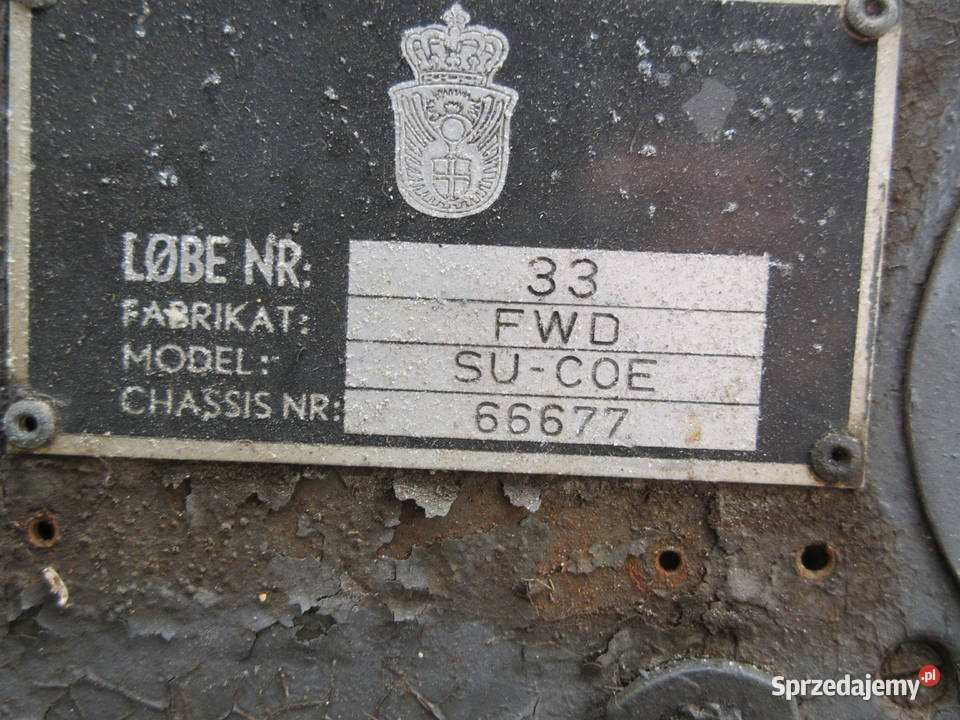 LØBE NR: 33
FABRIKAT: FWD
MODEL: SU-COE
CHASSIS NR: 66677
Sprzedajemy.pl